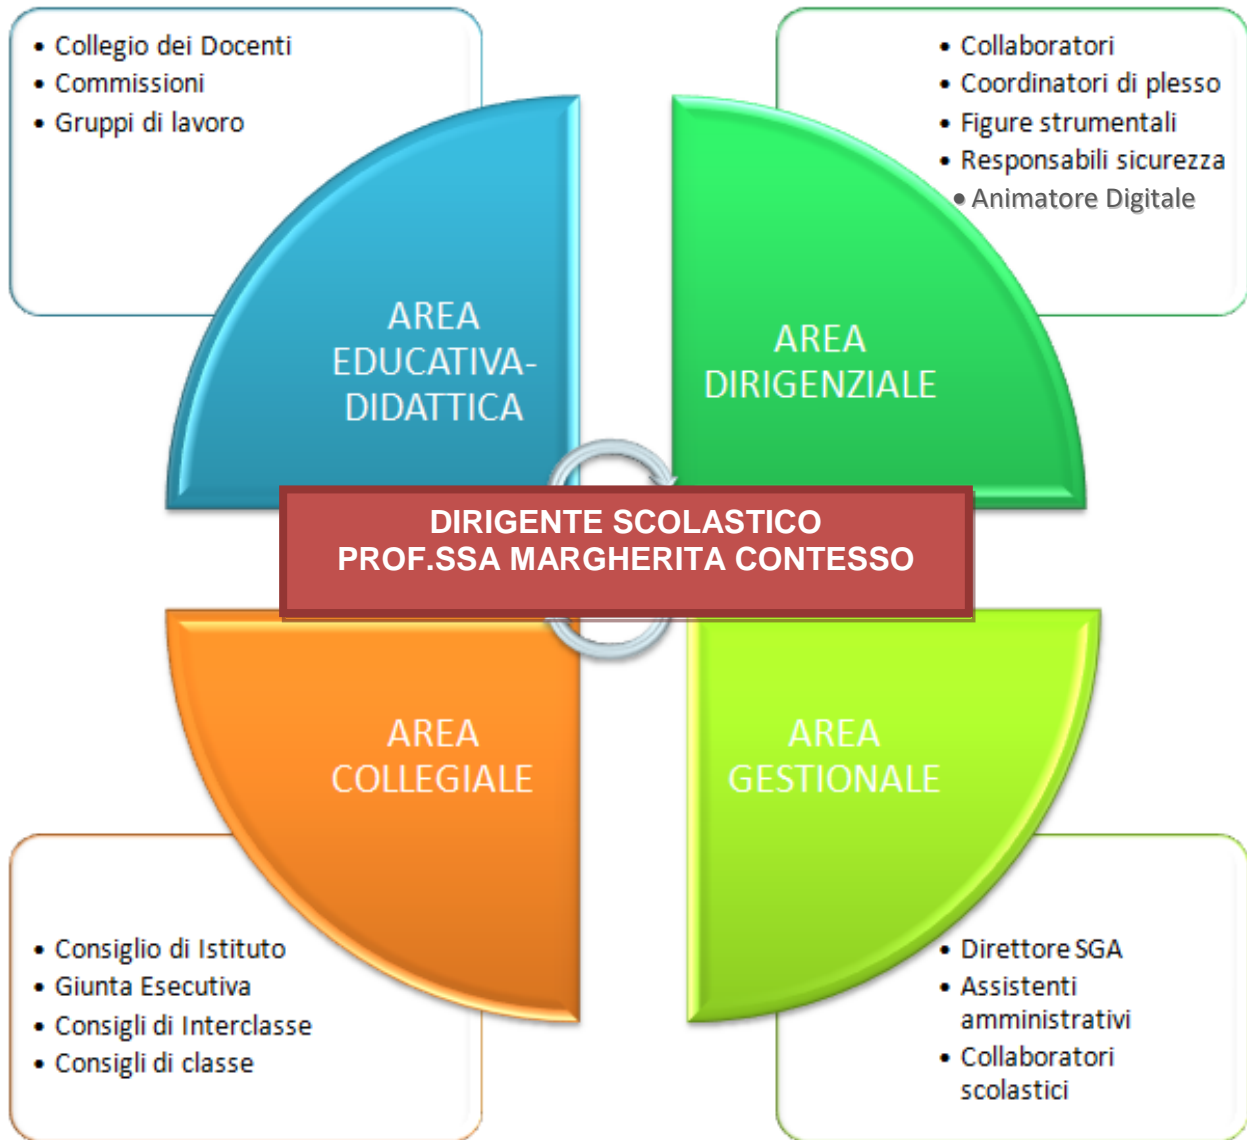 • Collegio dei Docenti
• Commissioni
• Gruppi di lavoro
• Collaboratori
• Coordinatori di plesso
• Figure strumentali
• Responsabili sicurezza
• Animatore Digitale
AREA
EDUCATIVA-
DIDATTICA
AREA
DIRIGENZIALE
DIRIGENTE SCOLASTICO
PROF.SSA MARGHERITA CONTESSO
AREA
COLLEGIALE
AREA
GESTIONALE
• Consiglio di Istituto
• Giunta Esecutiva
• Consigli di Interclasse
• Consigli di classe
• Direttore SGA
• Assistenti
amministrativi
• Collaboratori
scolastici